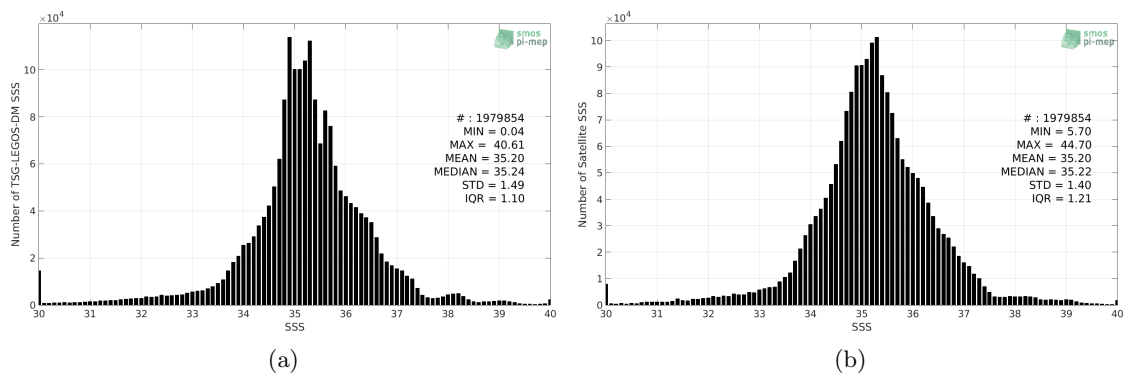 ×10⁴
smos
pi-mep
10
8
6
4
2
0
Number of TSG-LEGOS-DM SSS
# : 1979854
MIN = 0.04
MAX = 40.61
MEAN = 35.20
MEDIAN = 35.24
STD = 1.49
IQR = 1.10
30 31 32 33 34 35 36 37 38 39 40
SSS
(a)
×10⁴
smos
pi-mep
10
9
8
7
6
5
4
3
2
1
0
Number of Satellite SSS
# : 1979854
MIN = 5.70
MAX = 44.70
MEAN = 35.20
MEDIAN = 35.22
STD = 1.40
IQR = 1.21
30 31 32 33 34 35 36 37 38 39 40
SSS
(b)